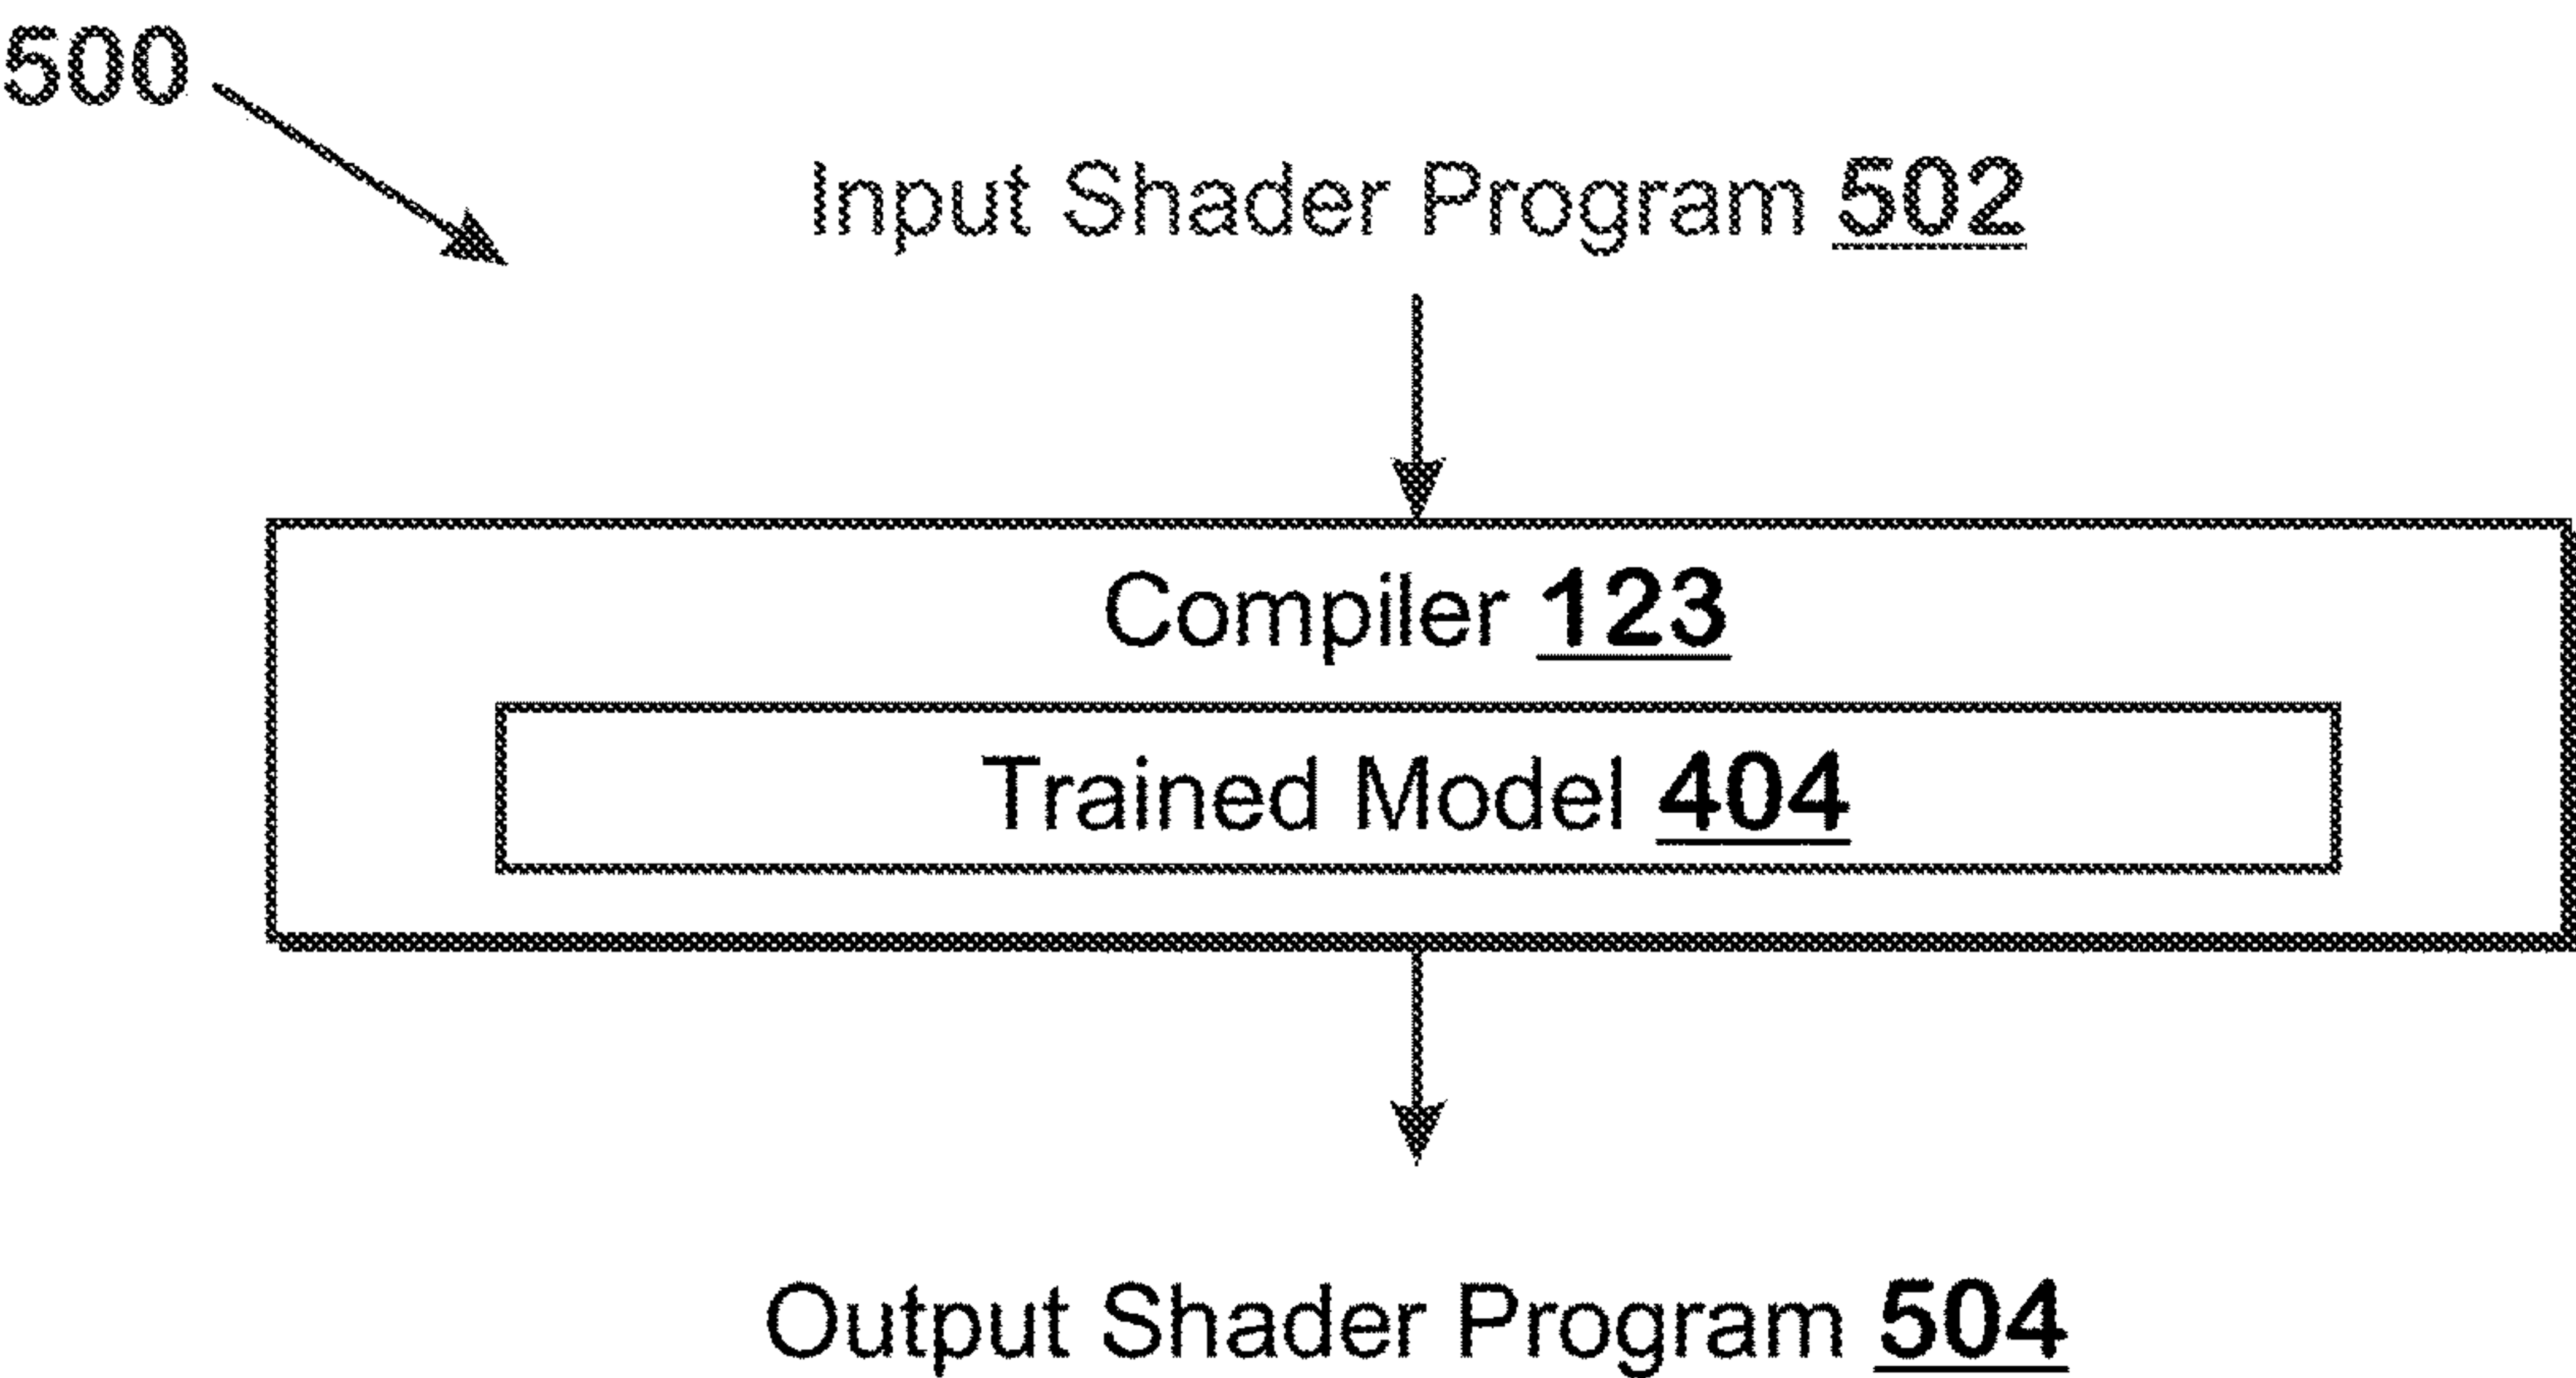 500
Input Shader Program 502
Compiler 123
Trained Model 404
Output Shader Program 504